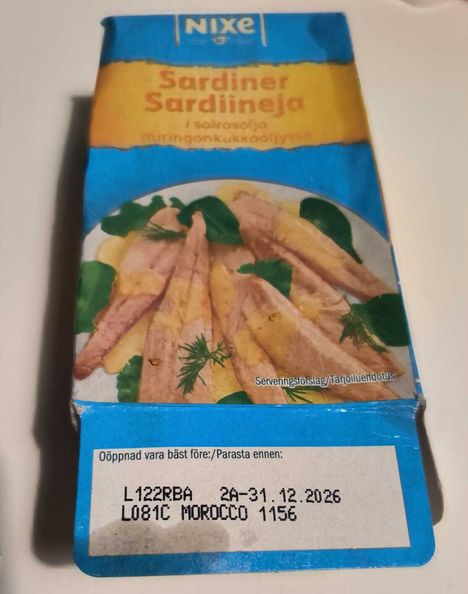 NIXE
Sardiner
Sardiineja
i solrosolja
auringonkukkaöljyssä
Serveringsförslag/Tarjoiluehdotus
Oöppnad vara bäst före:/Parasta ennen:
L122RBA 2A-31.12.2026
L081C MOROCCO 1156